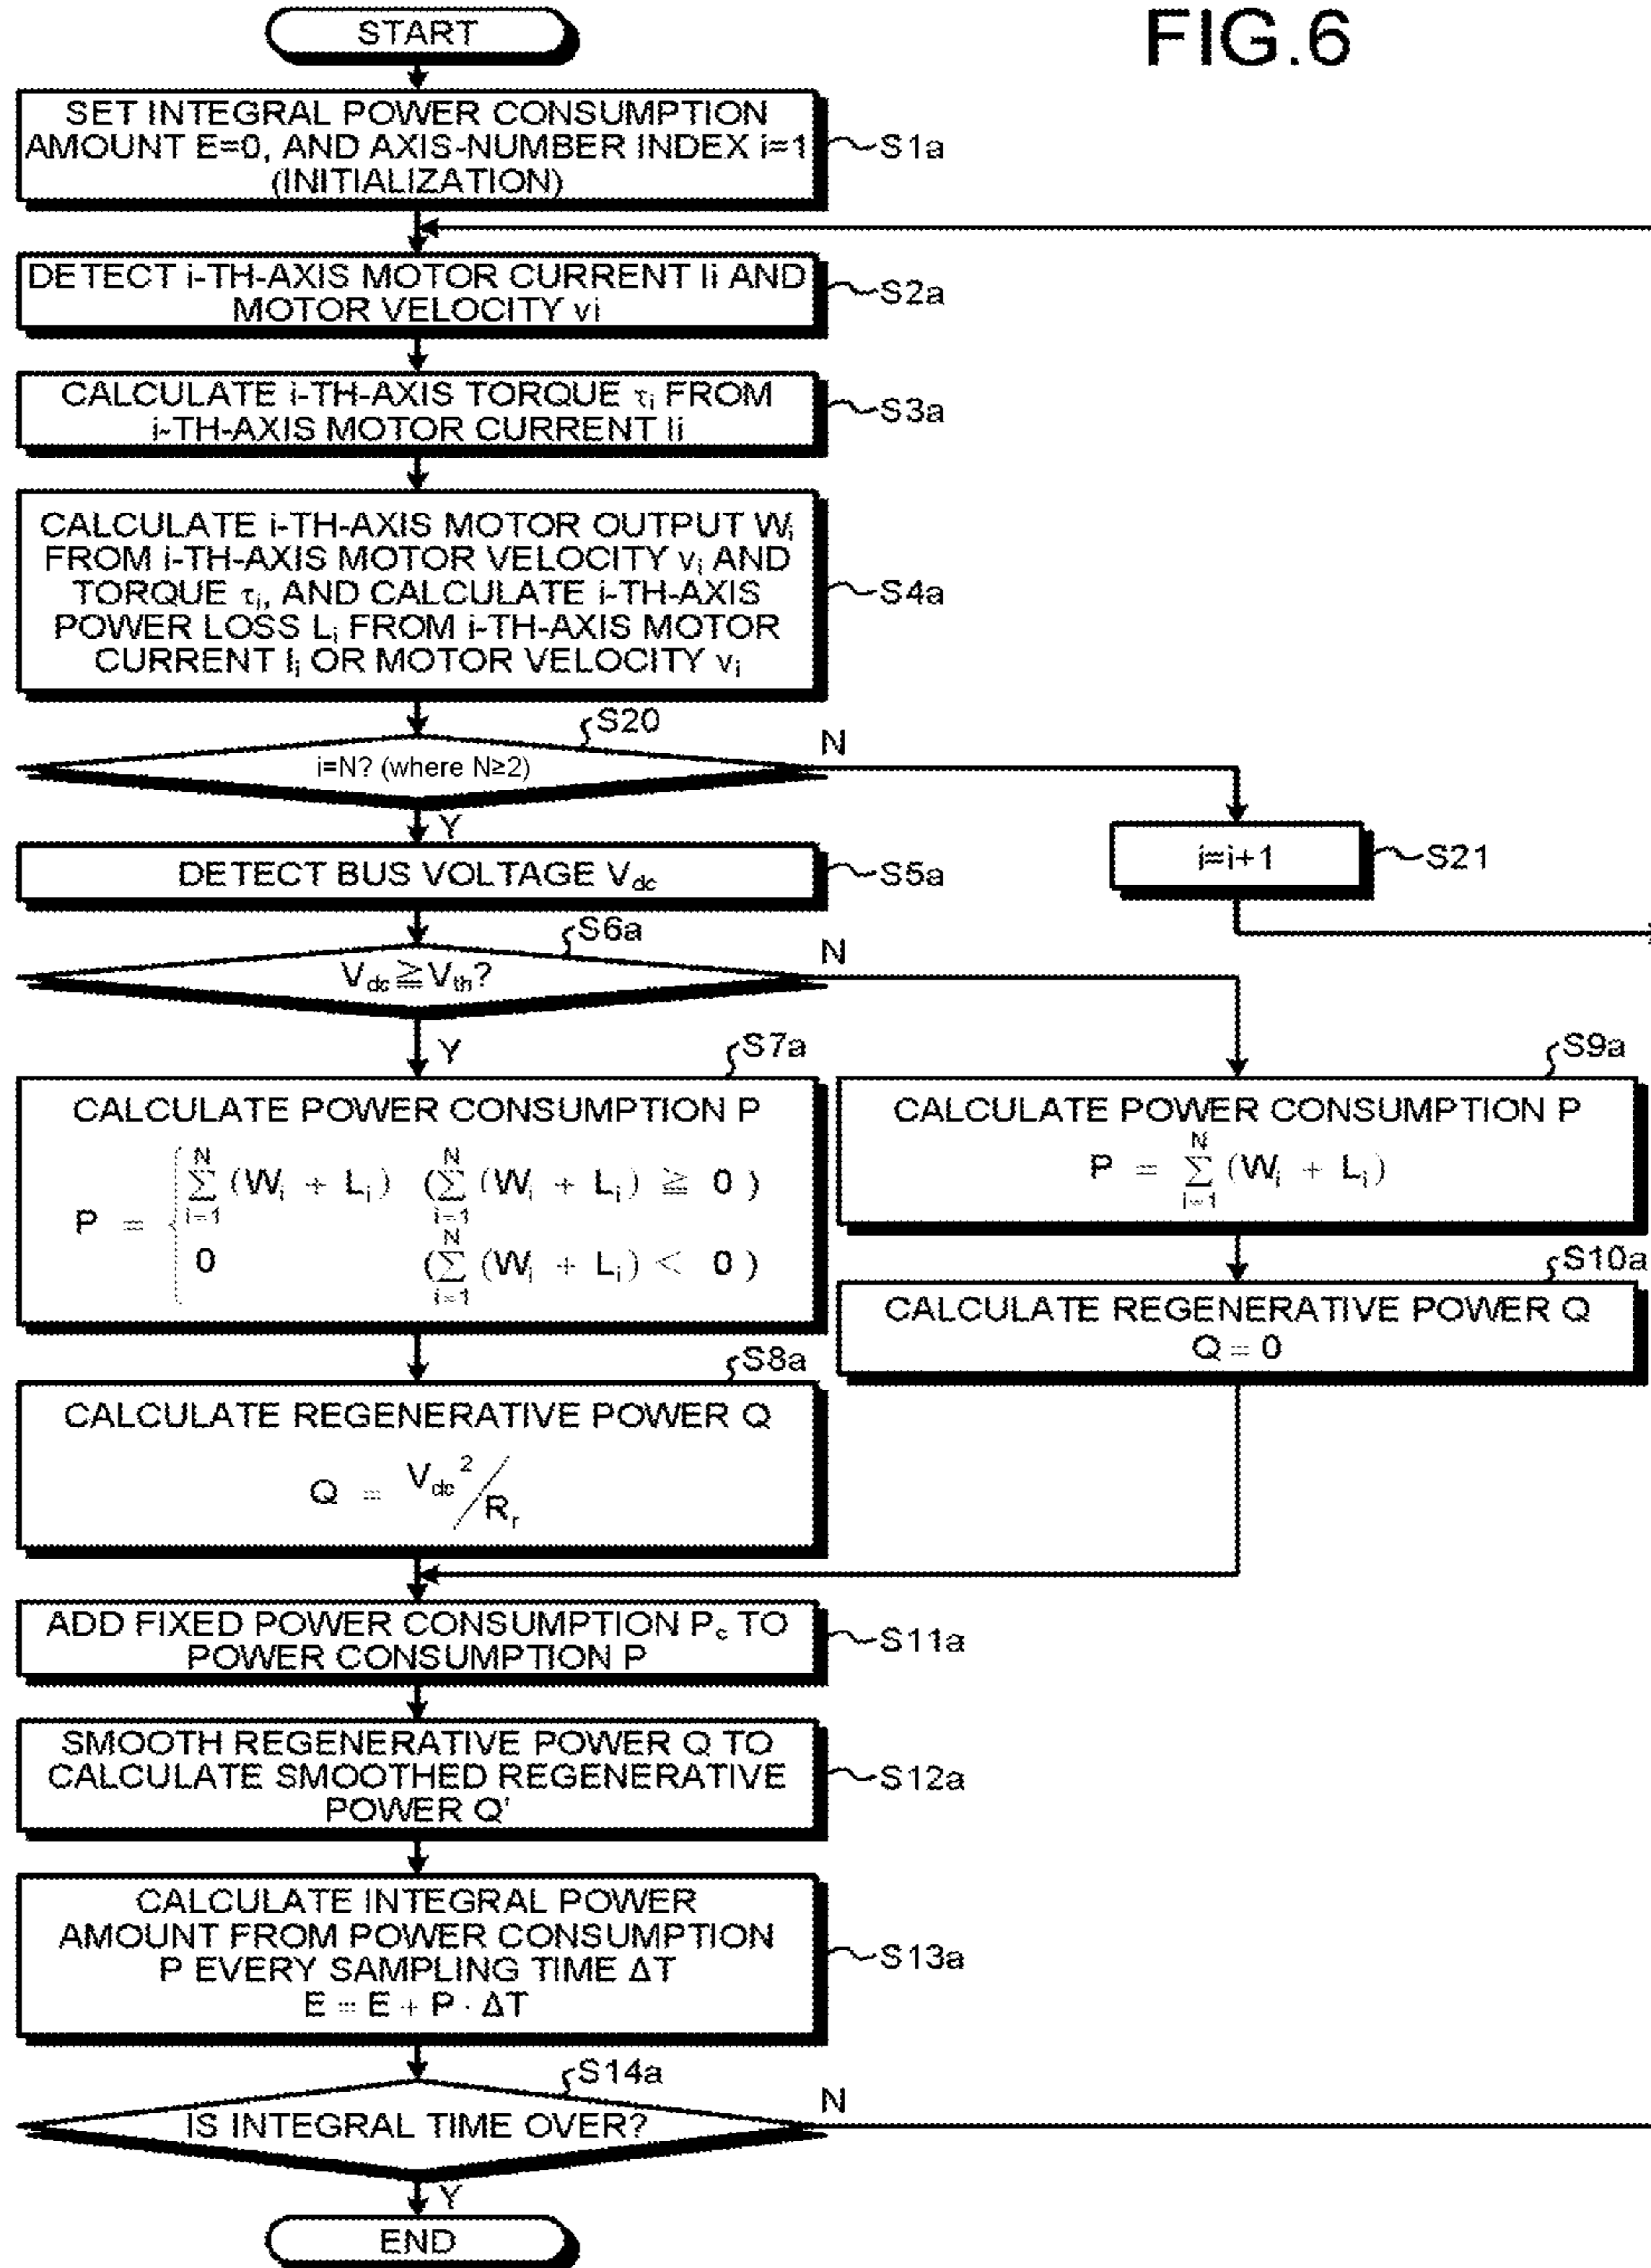 FIG.6
START
SET INTEGRAL POWER CONSUMPTION
AMOUNT E=0, AND AXIS-NUMBER INDEX i=1
(INITIALIZATION)
S1a
DETECT i-TH-AXIS MOTOR CURRENT Ii AND
MOTOR VELOCITY vi
S2a
CALCULATE i-TH-AXIS TORQUE τi FROM
i-TH-AXIS MOTOR CURRENT Ii
S3a
CALCULATE i-TH-AXIS MOTOR OUTPUT Wi
FROM i-TH-AXIS MOTOR VELOCITY vi AND
TORQUE τi, AND CALCULATE i-TH-AXIS
POWER LOSS Li FROM i-TH-AXIS MOTOR
CURRENT Ii OR MOTOR VELOCITY vi
S4a
S20
i=N? (where N≥2)
N
Y
i=i+1
S21
DETECT BUS VOLTAGE Vdc
S5a
S6a
Vdc ≧ Vth?
N
Y
S7a
CALCULATE POWER CONSUMPTION P
P = { Σ_{i=1}^{N} (Wi + Li) ( Σ_{i=1}^{N} (Wi + Li) ≧ 0 )
0 ( Σ_{i=1}^{N} (Wi + Li) < 0 )
S9a
CALCULATE POWER CONSUMPTION P
P = Σ_{i=1}^{N} (Wi + Li)
S10a
CALCULATE REGENERATIVE POWER Q
Q = 0
S8a
CALCULATE REGENERATIVE POWER Q
Q = Vdc²/Rr
ADD FIXED POWER CONSUMPTION Pc TO
POWER CONSUMPTION P
S11a
SMOOTH REGENERATIVE POWER Q TO
CALCULATE SMOOTHED REGENERATIVE
POWER Q'
S12a
CALCULATE INTEGRAL POWER
AMOUNT FROM POWER CONSUMPTION
P EVERY SAMPLING TIME ΔT
E = E + P · ΔT
S13a
S14a
IS INTEGRAL TIME OVER?
N
Y
END